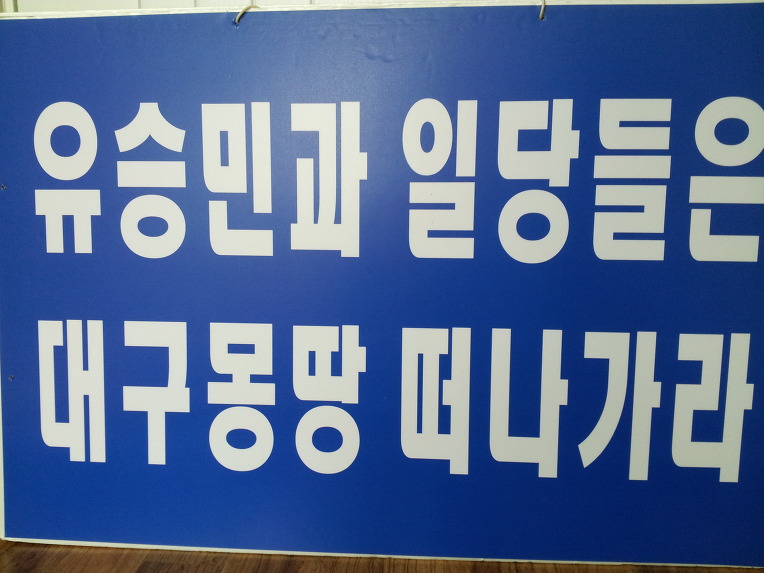 유승민과 일당들은
대구몽땅 떠나가라